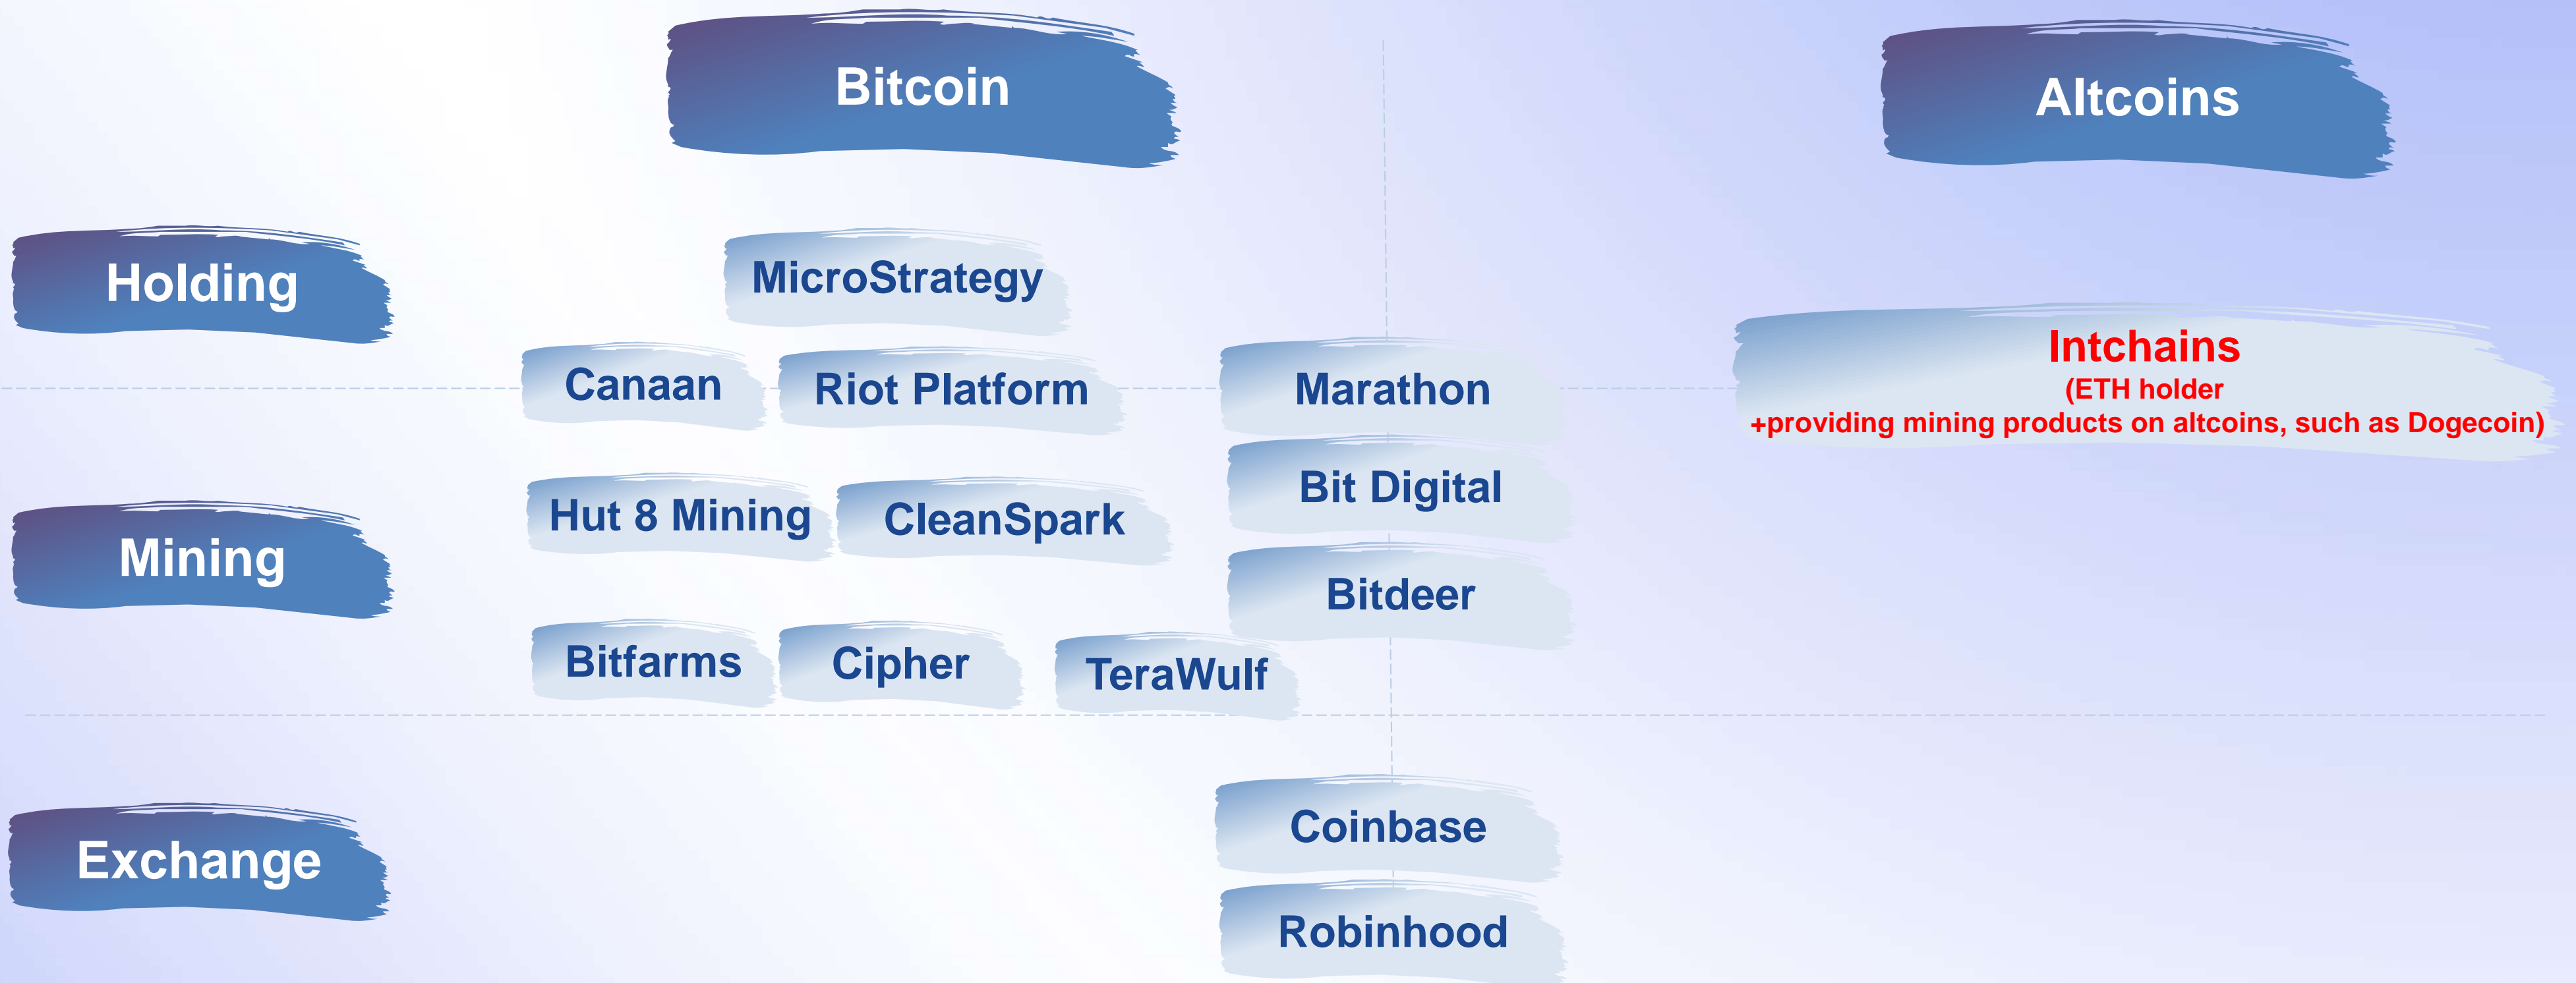 Bitcoin
Altcoins
Holding
MicroStrategy
Canaan
Riot Platform
Marathon
Intchains
(ETH holder
+providing mining products on altcoins, such as Dogecoin)
Bit Digital
Mining
Hut 8 Mining
CleanSpark
Bitdeer
Bitfarms
Cipher
TeraWulf
Exchange
Coinbase
Robinhood